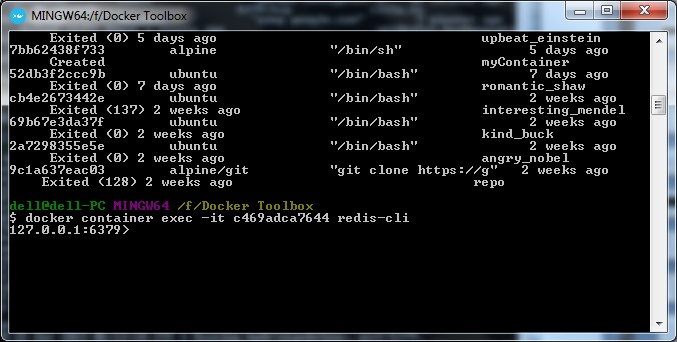 MINGW64:/f/Docker Toolbox
Exited (0) 5 days ago upbeat_einstein
7bb62438f733 alpine "/bin/sh" 5 days ago
Created myContainer
52db3f2ccc9b ubuntu "/bin/bash" 7 days ago
Exited (0) 7 days ago romantic_shaw
cb4e2673442e ubuntu "/bin/bash" 2 weeks ago
Exited (137) 2 weeks ago interesting_mendel
69b67e3da37f ubuntu "/bin/bash" 2 weeks ago
Exited (0) 2 weeks ago kind_buck
2a7298355e5e ubuntu "/bin/bash" 2 weeks ago
Exited (0) 2 weeks ago angry_nobel
9c1a637eac03 alpine/git "git clone https://g" 2 weeks ago
Exited (128) 2 weeks ago repo
dell@dell-PC MINGW64 /f/Docker Toolbox
$ docker container exec -it c469adca7644 redis-cli
127.0.0.1:6379>